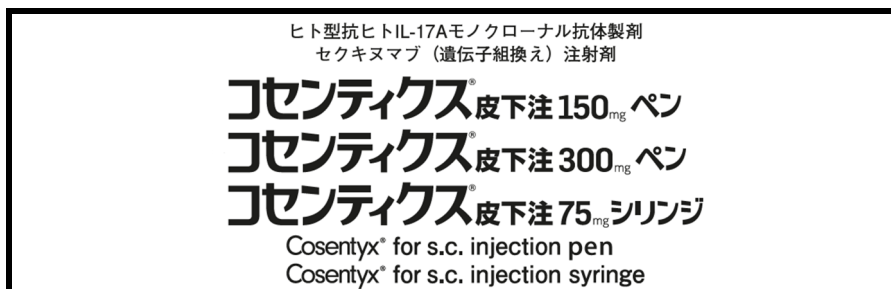 ヒト型抗ヒトIL-17Aモノクローナル抗体製剤
セクキヌマブ（遺伝子組換え）注射剤
コセンティクス®皮下注150mgペン
コセンティクス®皮下注300mgペン
コセンティクス®皮下注75mgシリンジ
Cosentyx® for s.c. injection pen
Cosentyx® for s.c. injection syringe